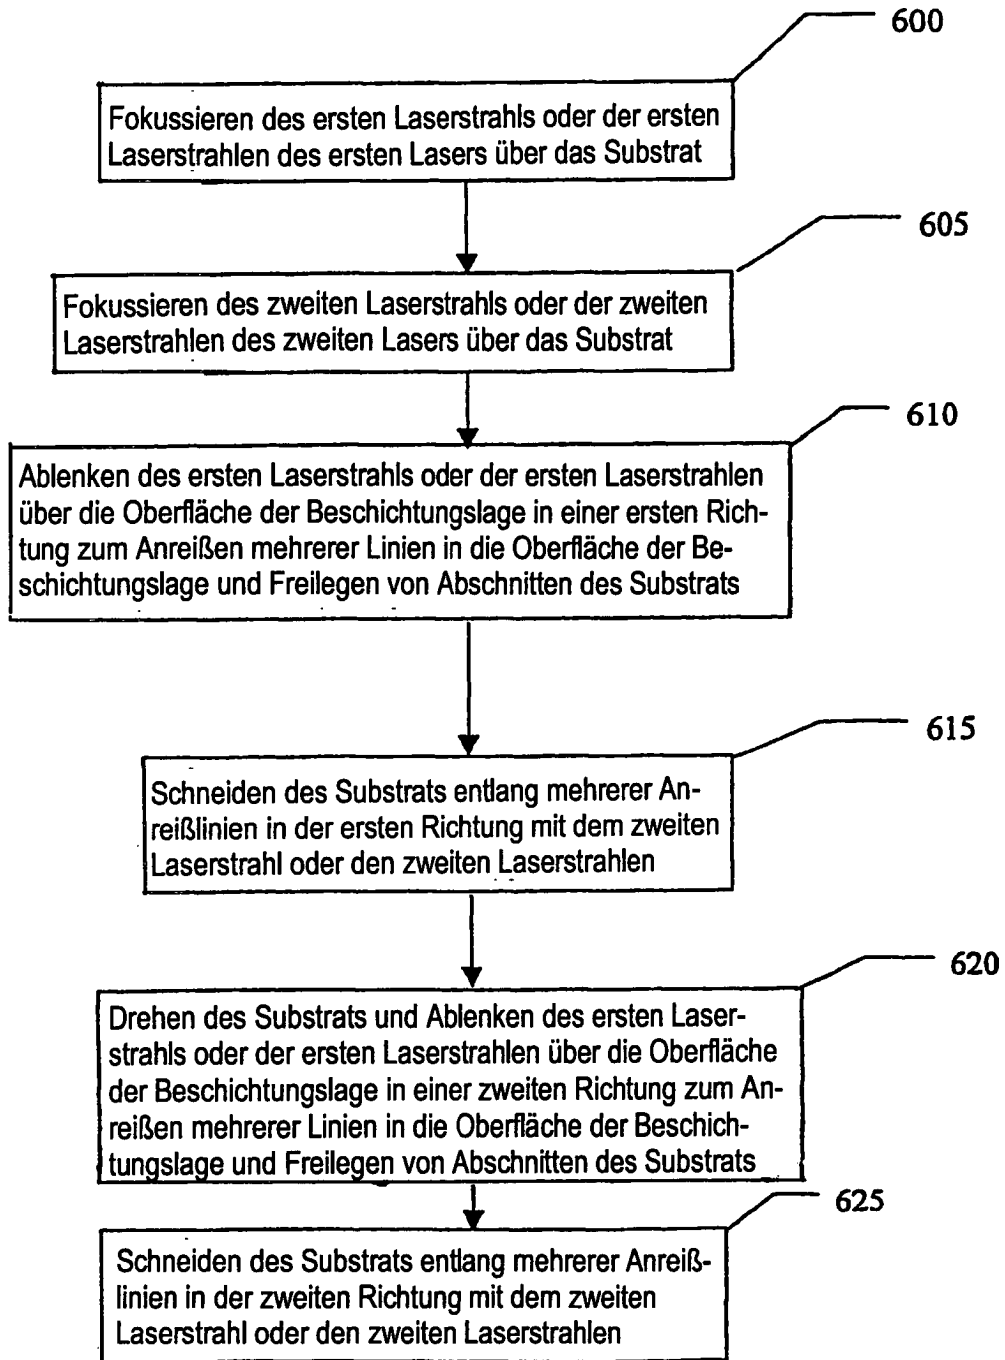 600
Fokussieren des ersten Laserstrahls oder der ersten
Laserstrahlen des ersten Lasers über das Substrat
605
Fokussieren des zweiten Laserstrahls oder der zweiten
Laserstrahlen des zweiten Lasers über das Substrat
610
Ablenken des ersten Laserstrahls oder der ersten Laserstrahlen
über die Oberfläche der Beschichtungslage in einer ersten Rich-
tung zum Anreißen mehrerer Linien in die Oberfläche der Be-
schichtungslage und Freilegen von Abschnitten des Substrats
615
Schneiden des Substrats entlang mehrerer An-
reißlinien in der ersten Richtung mit dem zweiten
Laserstrahl oder den zweiten Laserstrahlen
620
Drehen des Substrats und Ablenken des ersten Laser-
strahls oder der ersten Laserstrahlen über die Oberfläche
der Beschichtungslage in einer zweiten Richtung zum An-
reißen mehrerer Linien in die Oberfläche der Beschich-
tungslage und Freilegen von Abschnitten des Substrats
625
Schneiden des Substrats entlang mehrerer Anreiß-
linien in der zweiten Richtung mit dem zweiten
Laserstrahl oder den zweiten Laserstrahlen